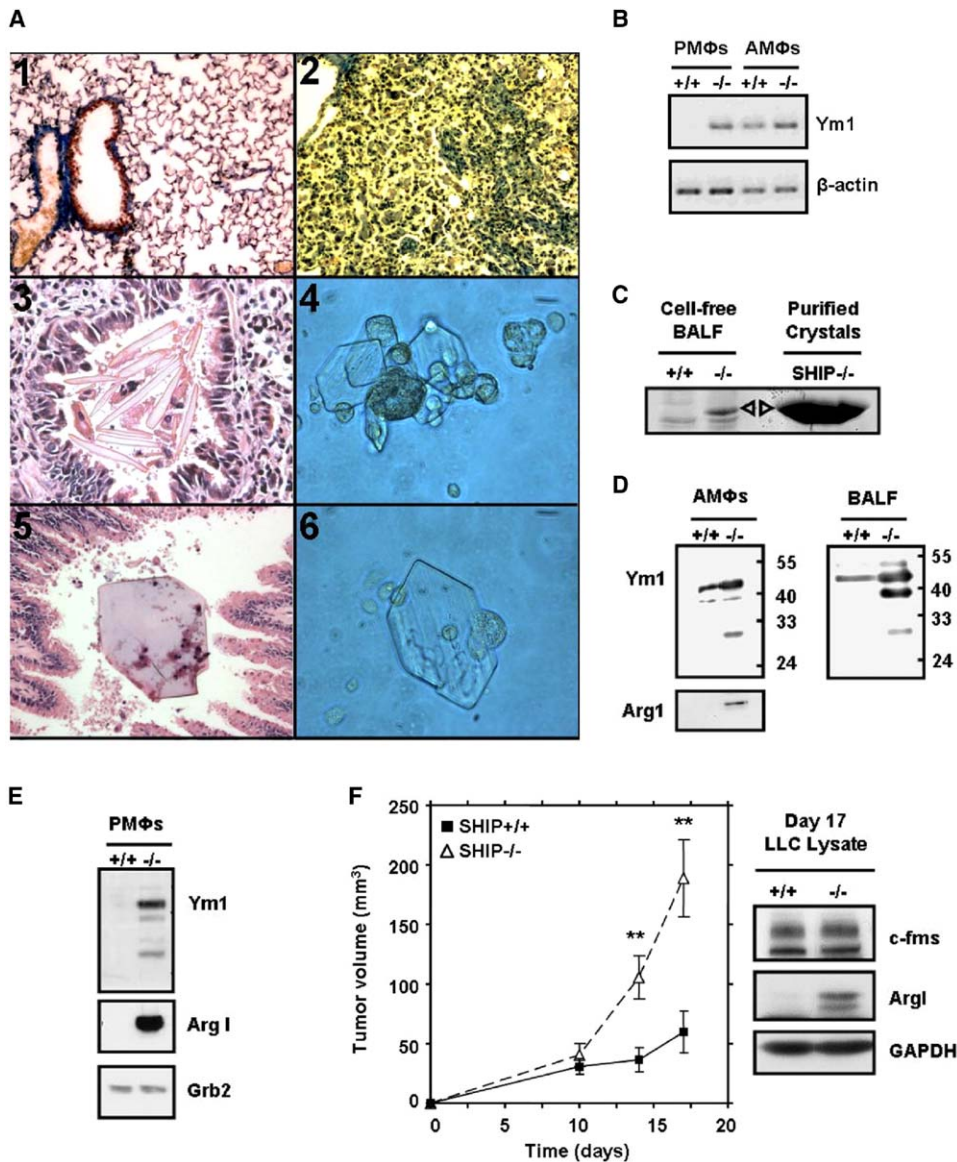 A
1
2
3
4
5
6
B
PMΦs AMΦs
+/+ -/- +/+ -/-
Ym1
β-actin
C
Cell-free BALF
Purified Crystals
+/+ -/- SHIP-/-
D
AMΦs
+/+ -/-
Ym1
55
40
33
24
Arg1
BALF
+/+ -/-
55
40
33
24
E
PMΦs
+/+ -/-
Ym1
Arg I
Grb2
F
Tumor volume (mm³)
250
200
150
100
50
0
SHIP+/+
SHIP-/-
**
**
0 5 10 15 20
Time (days)
Day 17
LLC Lysate
+/+ -/-
c-fms
ArgI
GAPDH